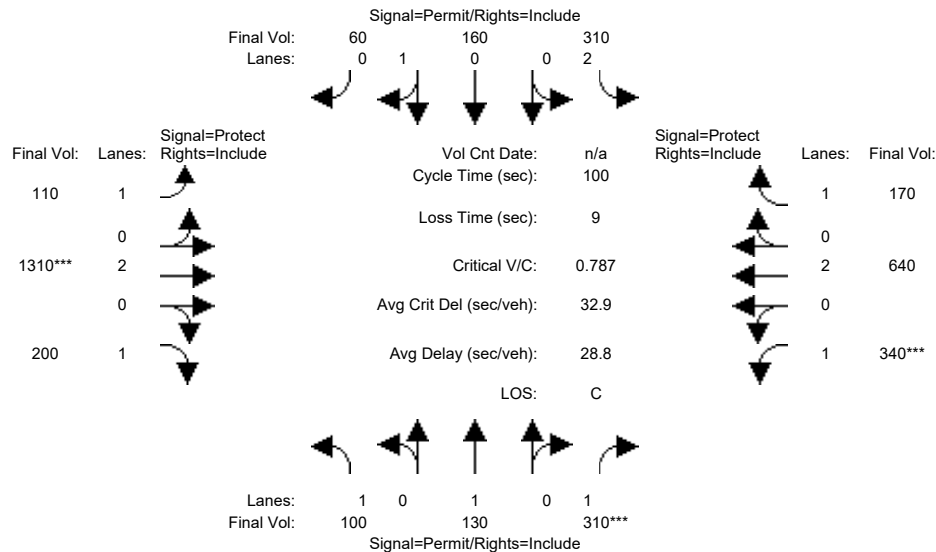 Signal=Permit/Rights=Include
Final Vol: 60 160 310
Lanes: 0 1 0 0 2
Signal=Protect Signal=Protect
Final Vol: Lanes: Rights=Include Vol Cnt Date: n/a Rights=Include Lanes: Final Vol:
Cycle Time (sec): 100
110 1 1 170
Loss Time (sec): 9
0 0
1310*** 2 Critical V/C: 0.787 2 640
0 Avg Crit Del (sec/veh): 32.9 0
200 1 Avg Delay (sec/veh): 28.8 1 340***
LOS: C
Lanes: 1 0 1 0 1
Final Vol: 100 130 310***
Signal=Permit/Rights=Include